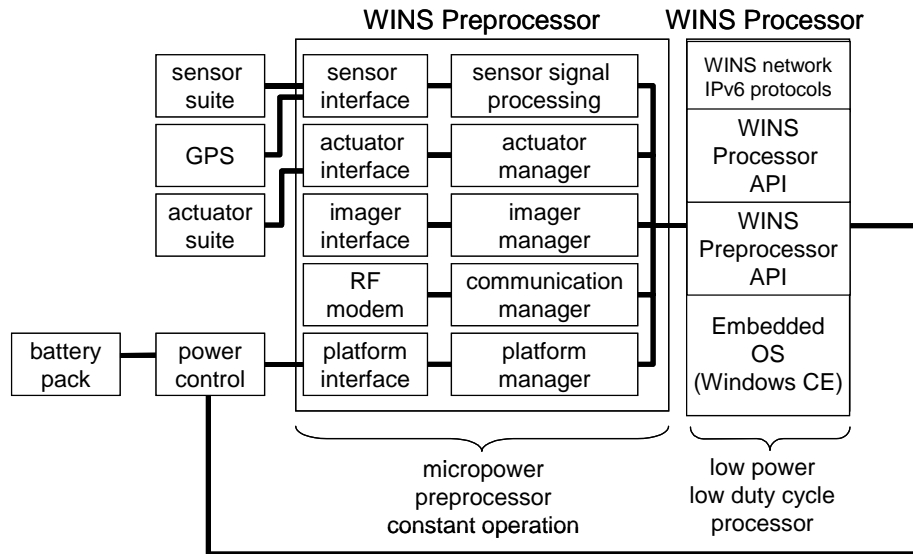 WINS Preprocessor
WINS Processor
sensor
suite
sensor
interface
sensor signal
processing
WINS network
IPv6 protocols
GPS
actuator
interface
actuator
manager
WINS
Processor
API
actuator
suite
imager
interface
imager
manager
WINS
Preprocessor
API
RF
modem
communication
manager
battery
pack
power
control
platform
interface
platform
manager
Embedded
OS
(Windows CE)
micropower
preprocessor
constant operation
low power
low duty cycle
processor